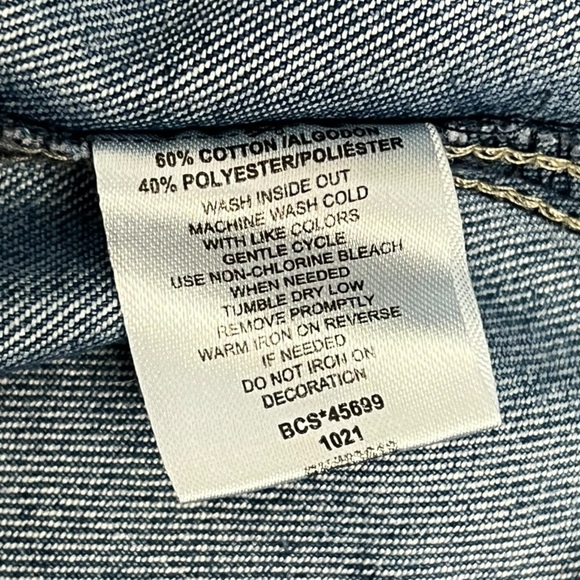 60% COTTON/ALGODON
40% POLYESTER/POLIÉSTER
WASH INSIDE OUT
MACHINE WASH COLD
WITH LIKE COLORS
GENTLE CYCLE
USE NON-CHLORINE BLEACH
WHEN NEEDED
TUMBLE DRY LOW
REMOVE PROMPTLY
WARM IRON ON REVERSE
IF NEEDED
DO NOT IRON ON
DECORATION
BCS*45699
1021